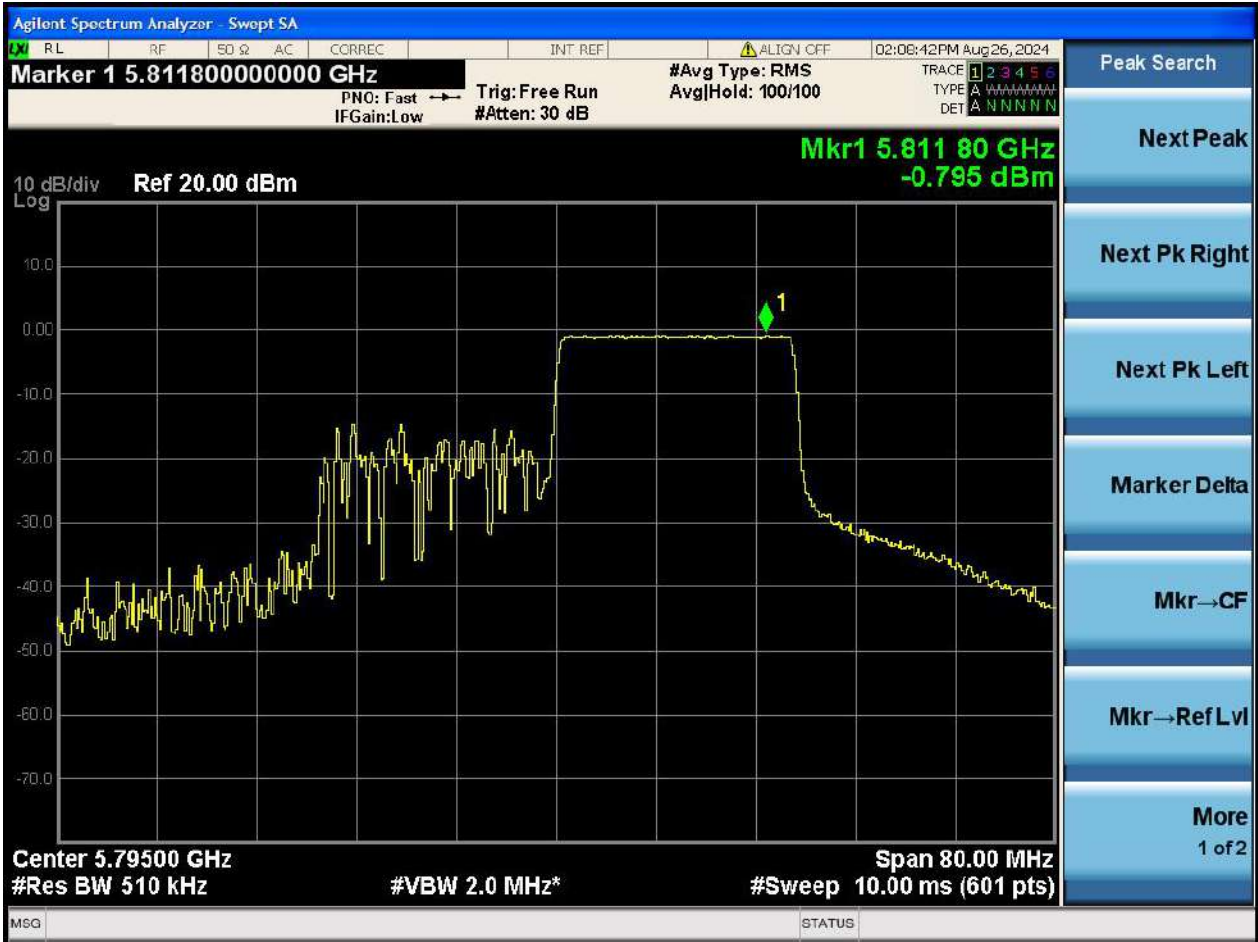 Agilent Spectrum Analyzer - Swept SA
LXI RL RF 50 Ω AC CORREC INT REF ALIGN OFF 02:08:42PM Aug 26, 2024
Marker 1 5.811800000000 GHz
PNO: Fast
IFGain:Low
Trig: Free Run
#Atten: 30 dB
#Avg Type: RMS
Avg|Hold: 100/100
TRACE 1 2 3 4 5 6
TYPE A WWWWW
DET A N N N N N
Mkr1 5.811 80 GHz
-0.795 dBm
10 dB/div Ref 20.00 dBm
Log
10.0
0.00
-10.0
-20.0
-30.0
-40.0
-50.0
-60.0
-70.0
1
Center 5.79500 GHz Span 80.00 MHz
#Res BW 510 kHz #VBW 2.0 MHz* #Sweep 10.00 ms (601 pts)
MSG STATUS
Peak Search
Next Peak
Next Pk Right
Next Pk Left
Marker Delta
Mkr→CF
Mkr→Ref Lvl
More
1 of 2